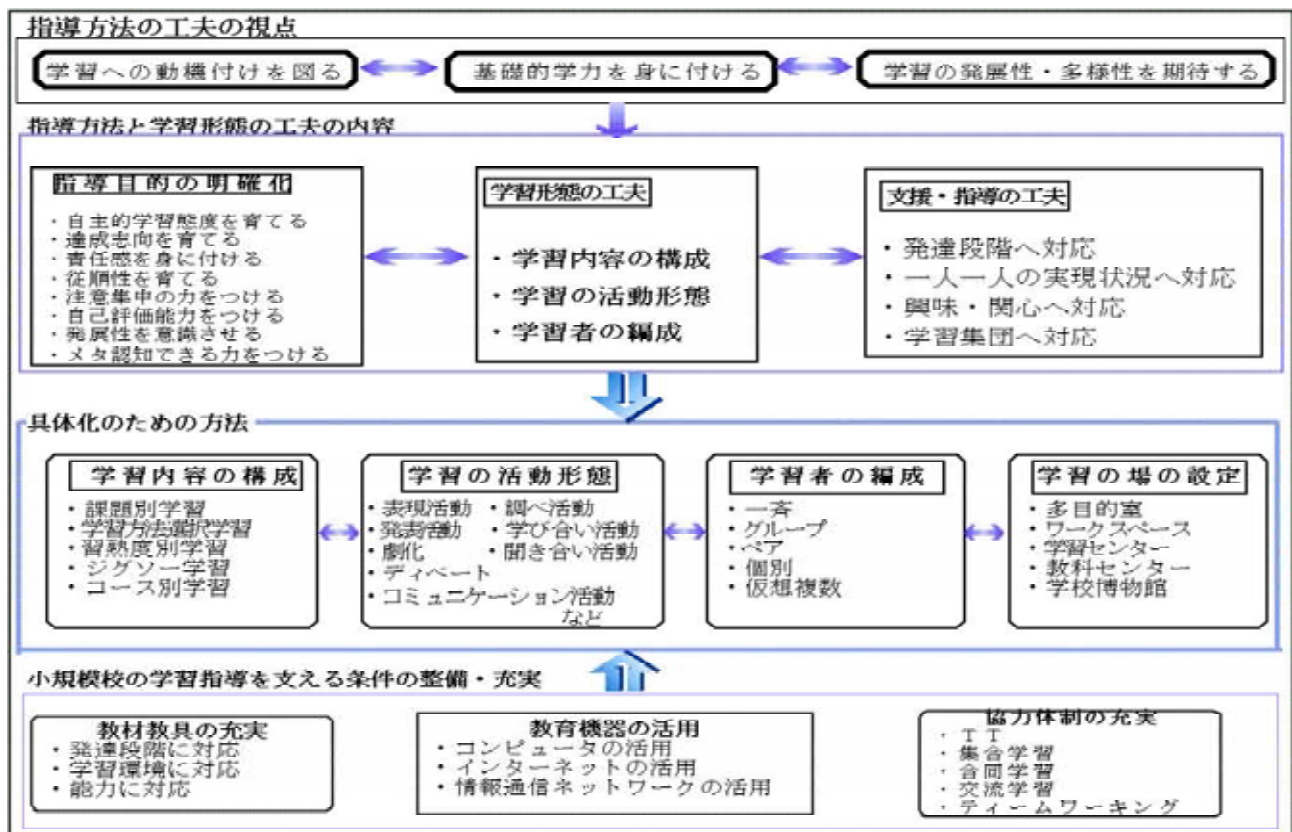 指導方法の工夫の視点
学習への動機付けを図る
基礎的学力を身に付ける
学習の発展性・多様性を期待する
指導方法と学習形態の工夫の内容
指導目的の明確化
・自主的学習態度を育てる
・達成志向を育てる
・責任感を身に付ける
・従順性を育てる
・注意集中の力をつける
・自己評価能力をつける
・発展性を意識させる
・メタ認知できる力をつける
学習形態の工夫
・学習内容の構成
・学習の活動形態
・学習者の編成
支援・指導の工夫
・発達段階へ対応
・一人一人の実現状況へ対応
・興味・関心へ対応
・学習集団へ対応
具体化のための方法
学習内容の構成
・課題別学習
・学習方法選択学習
・習熟度別学習
・ジグソー学習
・コース別学習
学習の活動形態
・表現活動 ・調べ活動
・発表活動 ・学び合い活動
・劇化 ・聞き合い活動
・ディベート
・コミュニケーション活動
など
学習者の編成
・一斉
・グループ
・ペア
・個別
・仮想複数
学習の場の設定
・多目的室
・ワークスペース
・学習センター
・教科センター
・学校博物館
小規模校の学習指導を支える条件の整備・充実
教材教具の充実
・発達段階に対応
・学習環境に対応
・能力に対応
教育機器の活用
・コンピュータの活用
・インターネットの活用
・情報通信ネットワークの活用
協力体制の充実
・TT
・集合学習
・合同学習
・交流学習
・ティームワーキング